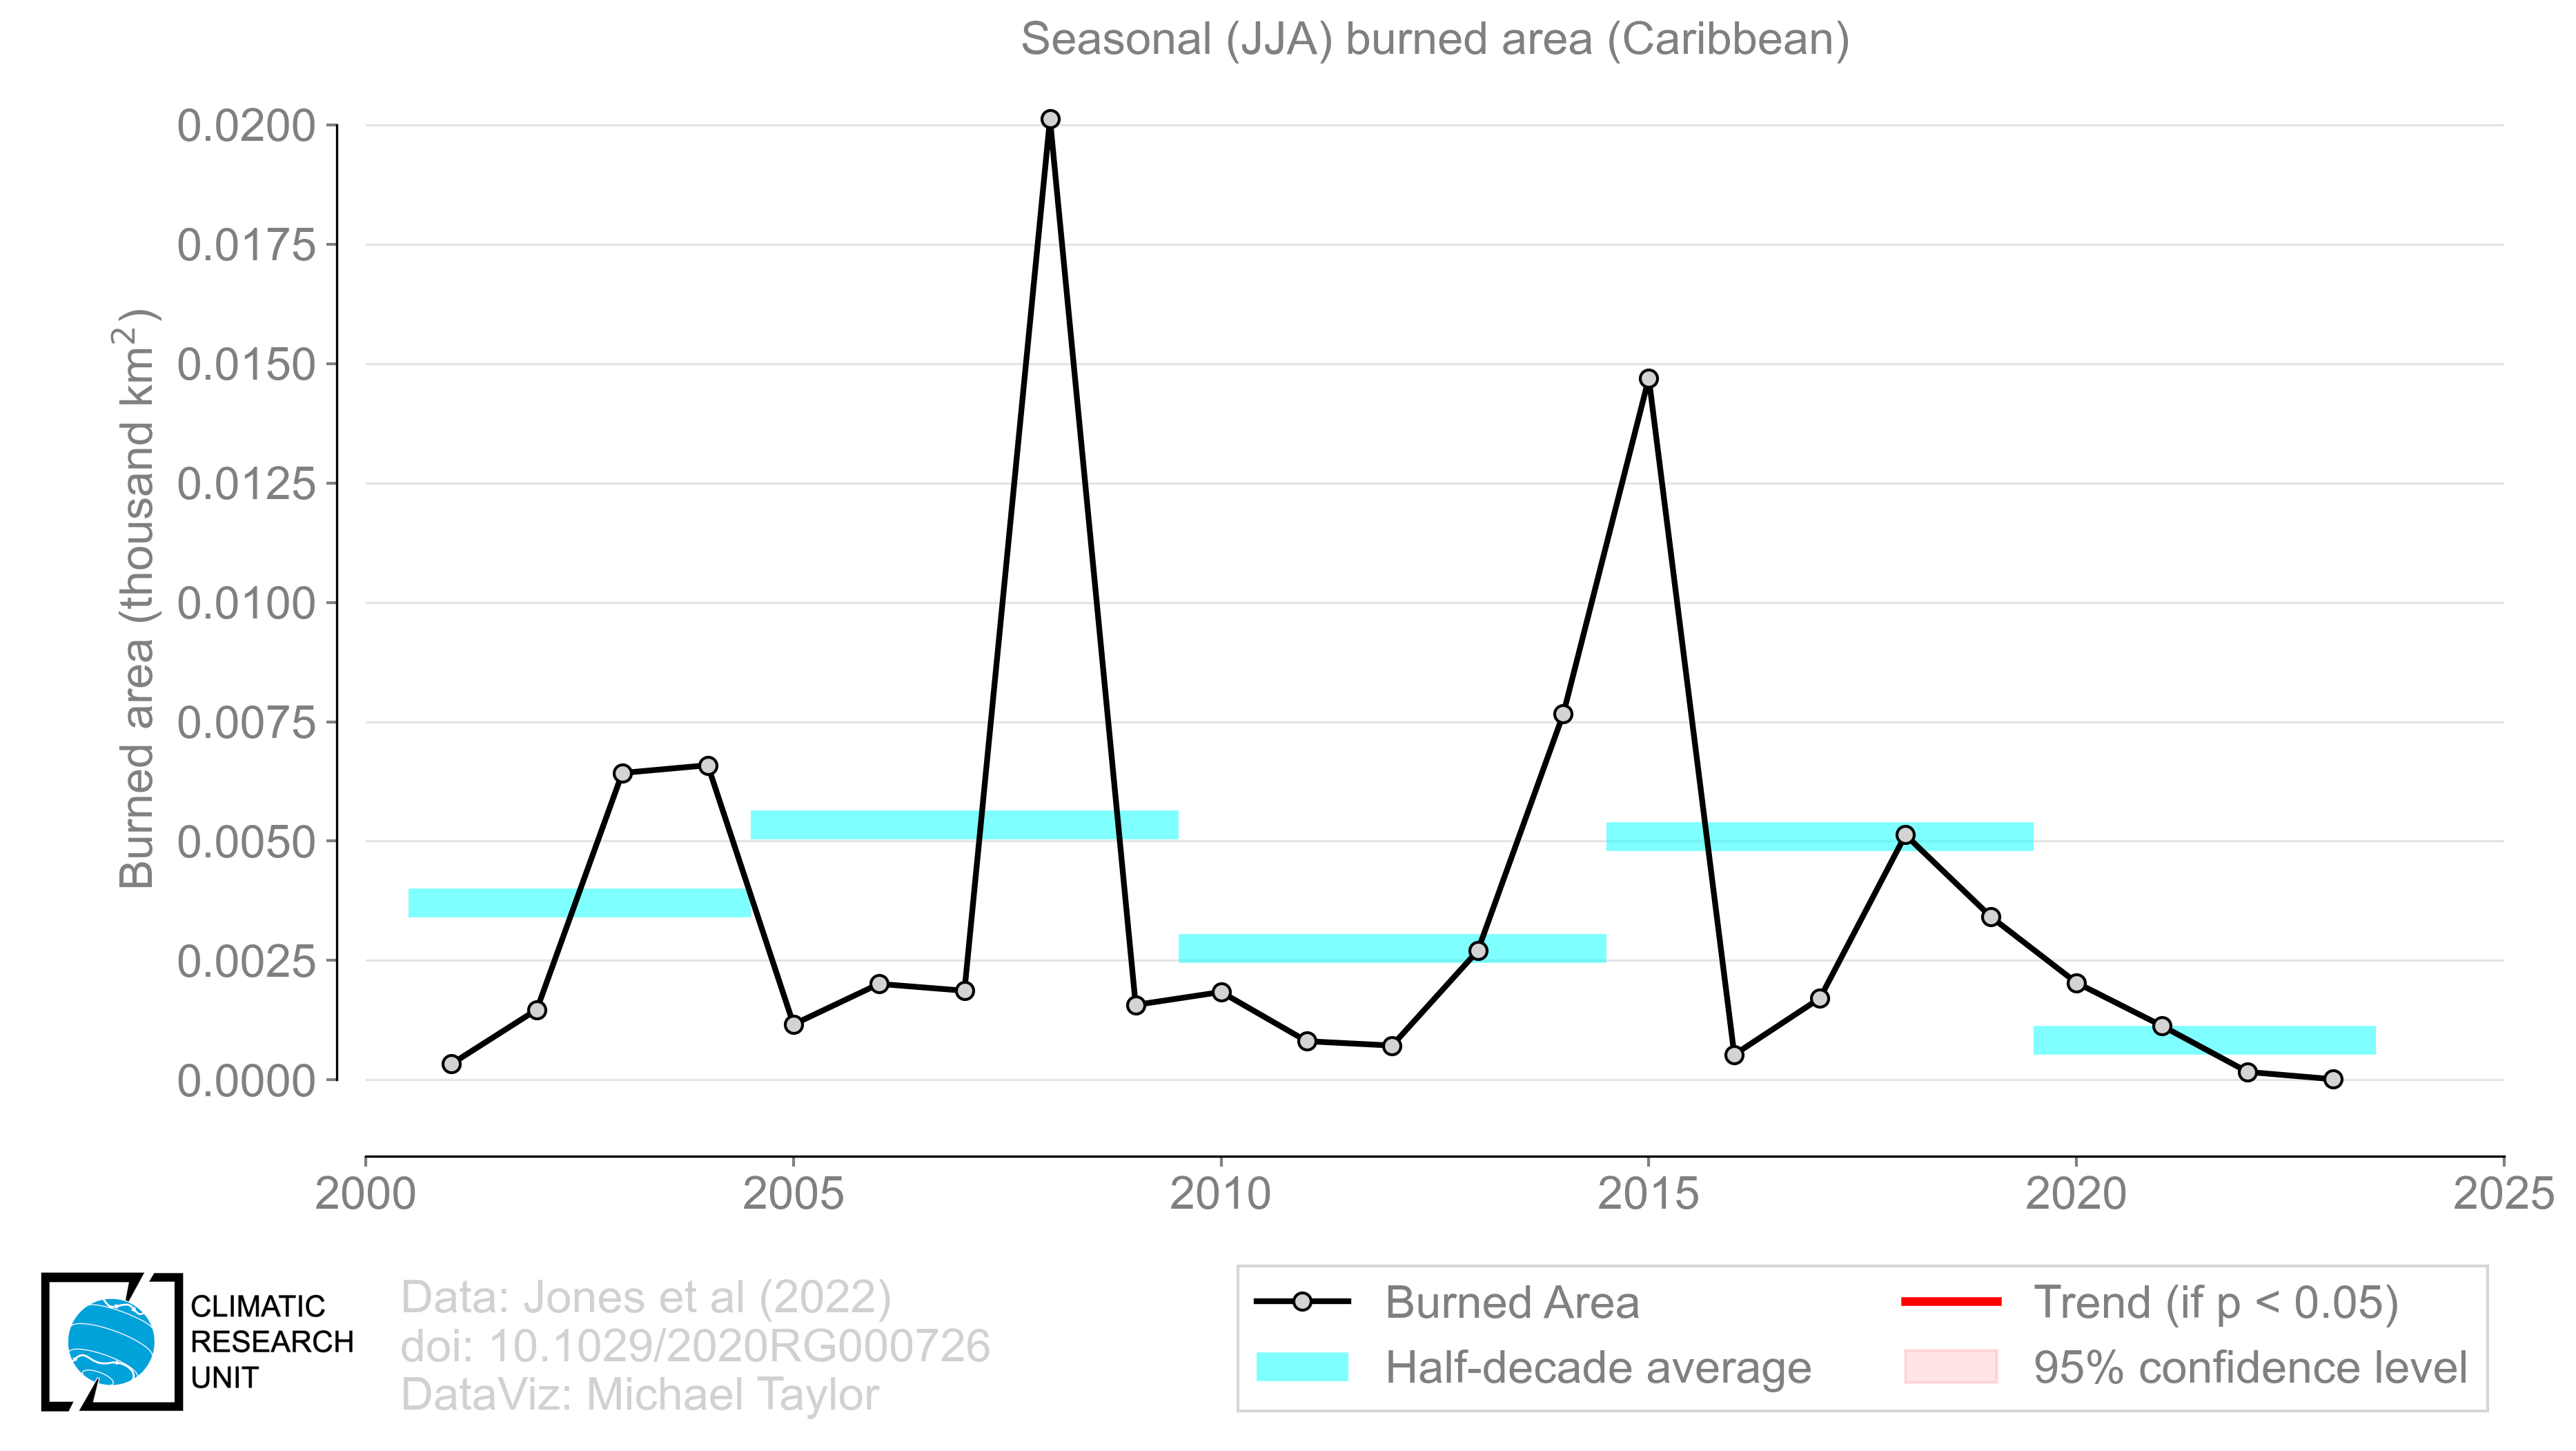 Seasonal (JJA) burned area (Caribbean)
Burned area (thousand km²)
0.0200
0.0175
0.0150
0.0125
0.0100
0.0075
0.0050
0.0025
0.0000
2000 2005 2010 2015 2020 2025
CLIMATIC
RESEARCH
UNIT
Data: Jones et al (2022)
doi: 10.1029/2020RG000726
DataViz: Michael Taylor
Burned Area
Half-decade average
Trend (if p < 0.05)
95% confidence level